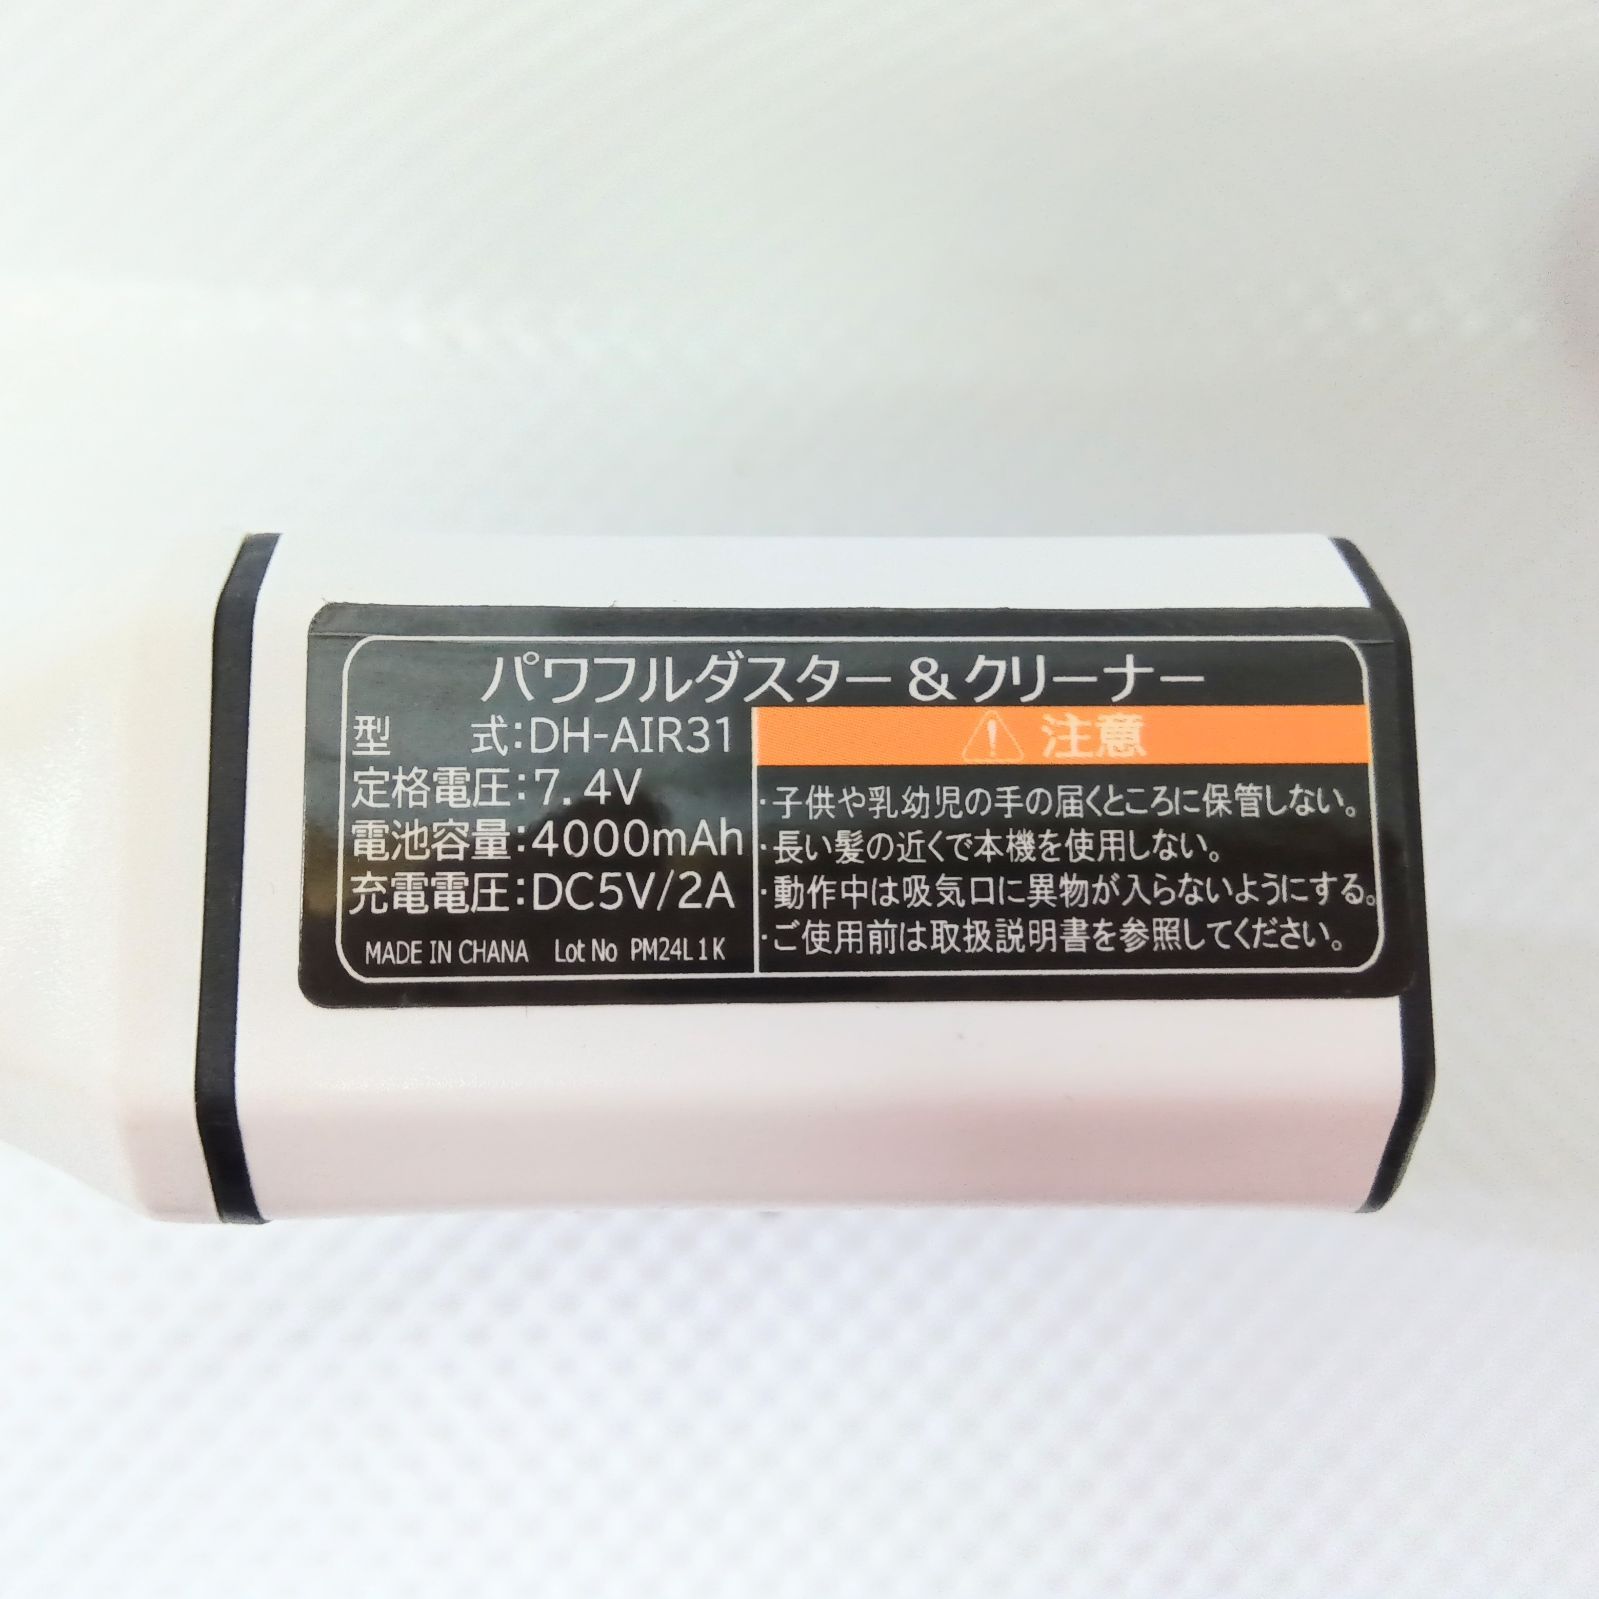 パワフルダスター＆クリーナー
型　　式：DH-AIR31
定格電圧：7.4V
電池容量：4000mAh
充電電圧：DC5V/2A
MADE IN CHANA　Lot No　PM24L1K
注意
・子供や乳幼児の手の届くところに保管しない。
・長い髪の近くで本機を使用しない。
・動作中は吸気口に異物が入らないようにする。
・ご使用前は取扱説明書を参照してください。